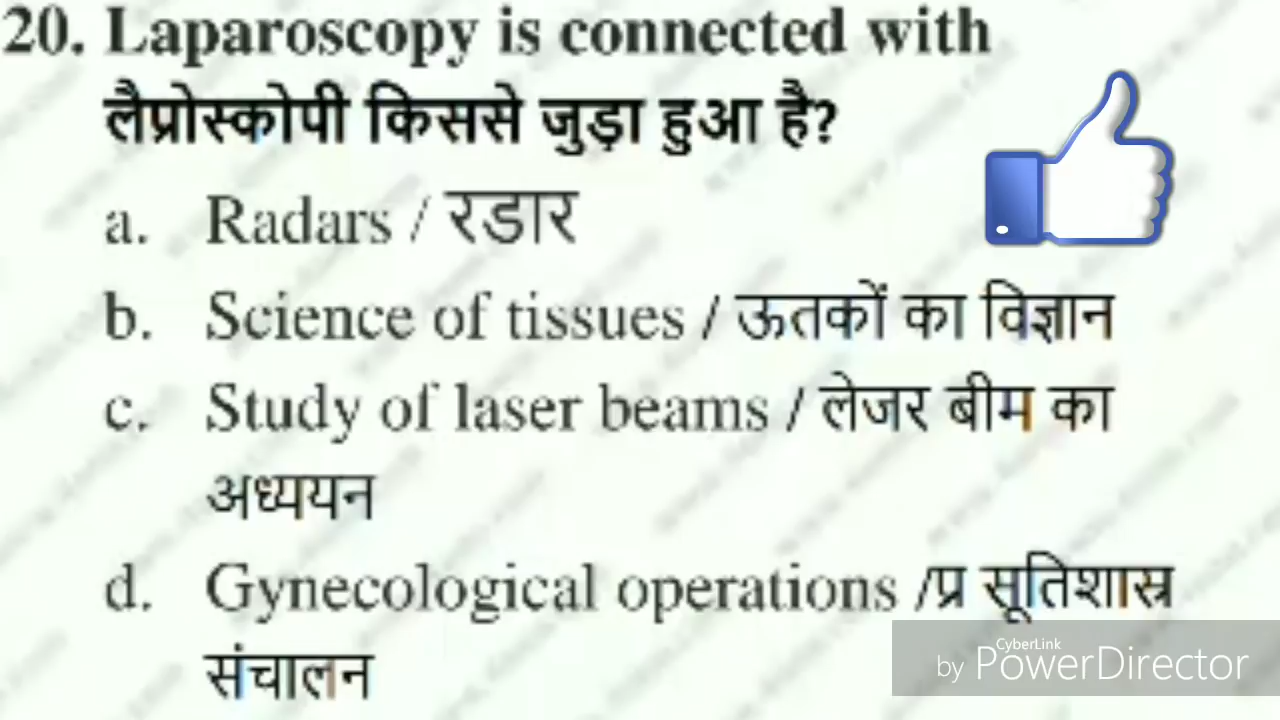 20. Laparoscopy is connected with
लैप्रोस्कोपी किससे जुड़ा हुआ है?
a. Radars / रडार
b. Science of tissues / ऊतकों का विज्ञान
c. Study of laser beams / लेजर बीम का
अध्ययन
d. Gynecological operations /प्र सूतिशास्र
संचालन
CyberLink
by PowerDirector